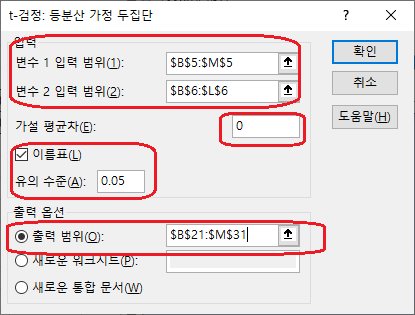 t-검정: 등분산 가정 두집단
? ×
입력
변수 1 입력 범위(1): $B$5:$M$5
변수 2 입력 범위(2): $B$6:$L$6
가설 평균차(E): 0
이름표(L)
유의 수준(A): 0.05
출력 옵션
출력 범위(O): $B$21:$M$31
새로운 워크시트(P):
새로운 통합 문서(W)
확인
취소
도움말(H)